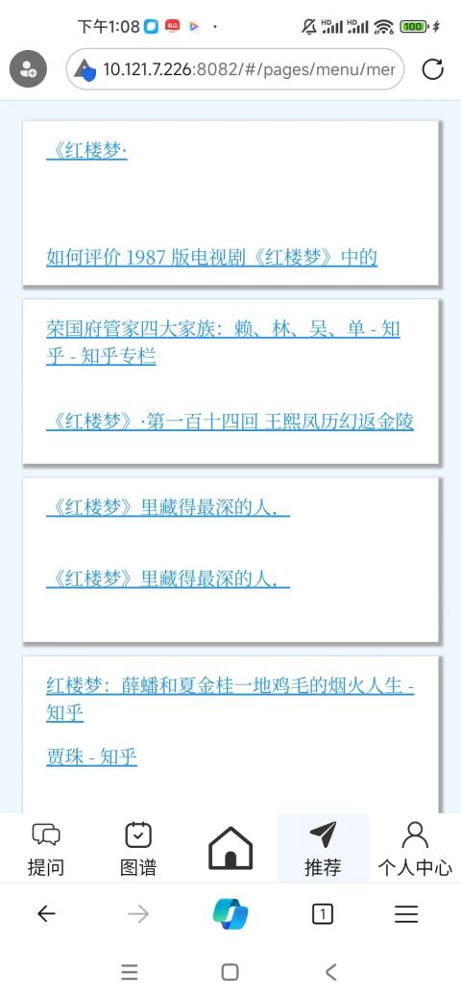 下午1:08
HD HD 100
10.121.7.226:8082/#/pages/menu/mer
《红楼梦·
如何评价 1987 版电视剧《红楼梦》中的
荣国府管家四大家族：赖、林、吴、单 - 知
乎 - 知乎专栏
《红楼梦》·第一百十四回 王熙凤历幻返金陵
《红楼梦》里藏得最深的人，
《红楼梦》里藏得最深的人，
红楼梦：薛蟠和夏金桂一地鸡毛的烟火人生 -
知乎
贾珠 - 知乎
提问 图谱 推荐 个人中心
1